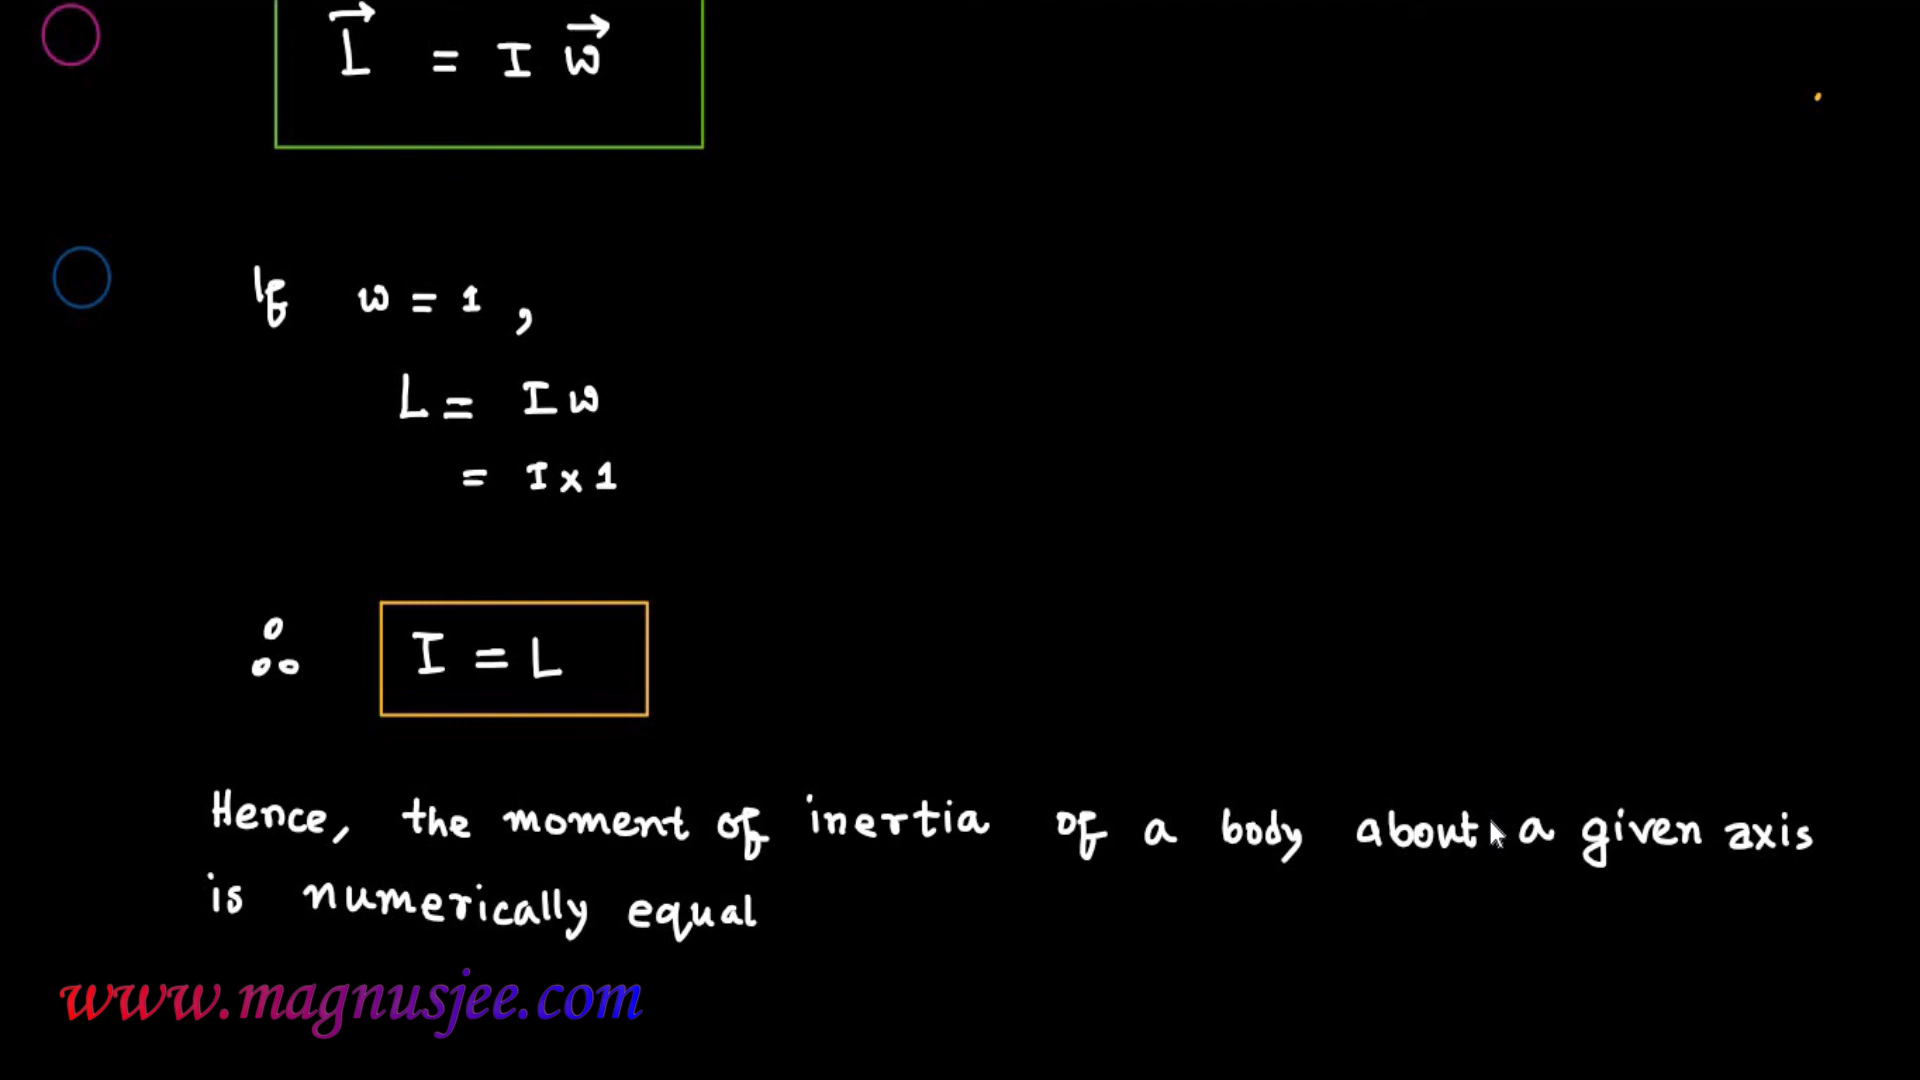 L⃗ = I w⃗
If w = 1 ,
L = I w
= I x 1
∴ I = L
Hence, the moment of inertia of a body about a given axis
is numerically equal
www.magnusjee.com